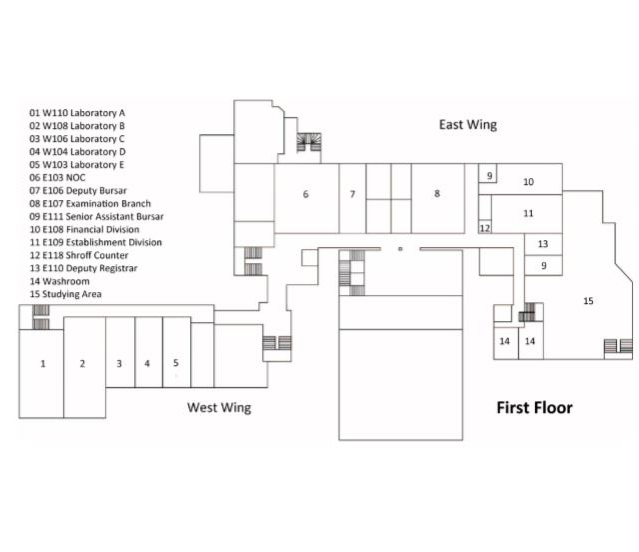 01 W110 Laboratory A
02 W108 Laboratory B
03 W106 Laboratory C
04 W104 Laboratory D
05 W103 Laboratory E
06 E103 NOC
07 E106 Deputy Bursar
08 E107 Examination Branch
09 E111 Senior Assistant Bursar
10 E108 Financial Division
11 E109 Establishment Division
12 E118 Shroff Counter
13 E110 Deputy Registrar
14 Washroom
15 Studying Area
East Wing
6
7
8
9
10
11
12
13
9
15
14
14
1
2
3
4
5
West Wing
First Floor